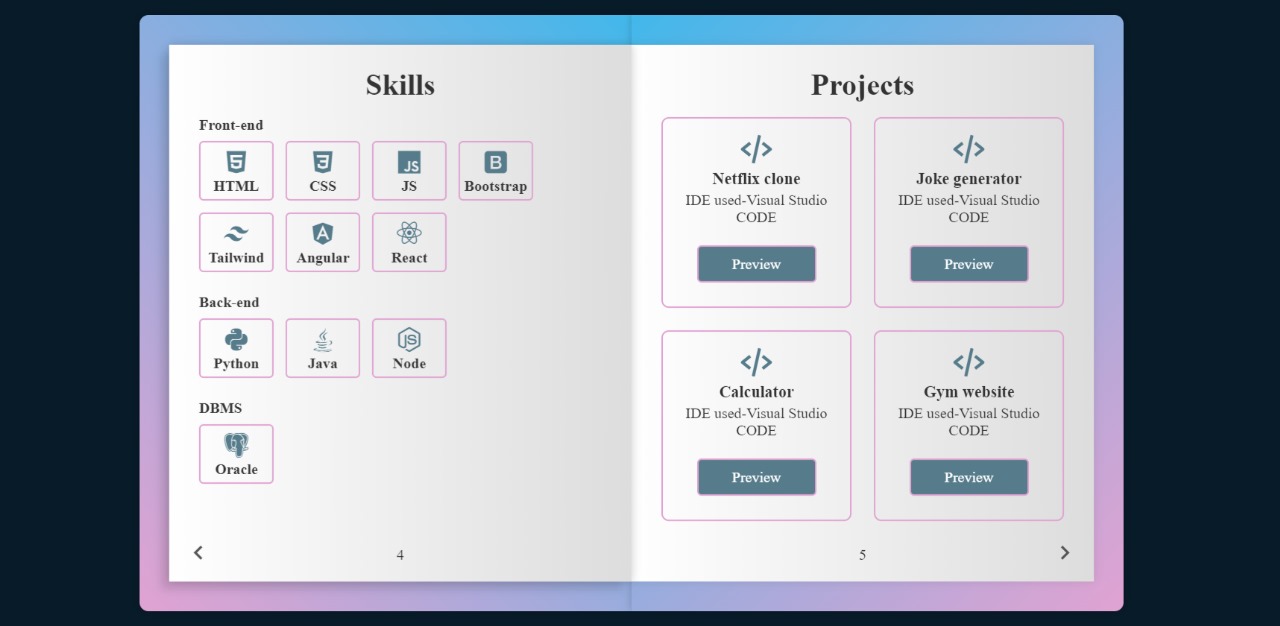 Skills
Front-end
HTML CSS JS Bootstrap
Tailwind Angular React
Back-end
Python Java Node
DBMS
Oracle
4
Projects
Netflix clone
IDE used-Visual Studio
CODE
Preview
Joke generator
IDE used-Visual Studio
CODE
Preview
Calculator
IDE used-Visual Studio
CODE
Preview
Gym website
IDE used-Visual Studio
CODE
Preview
5